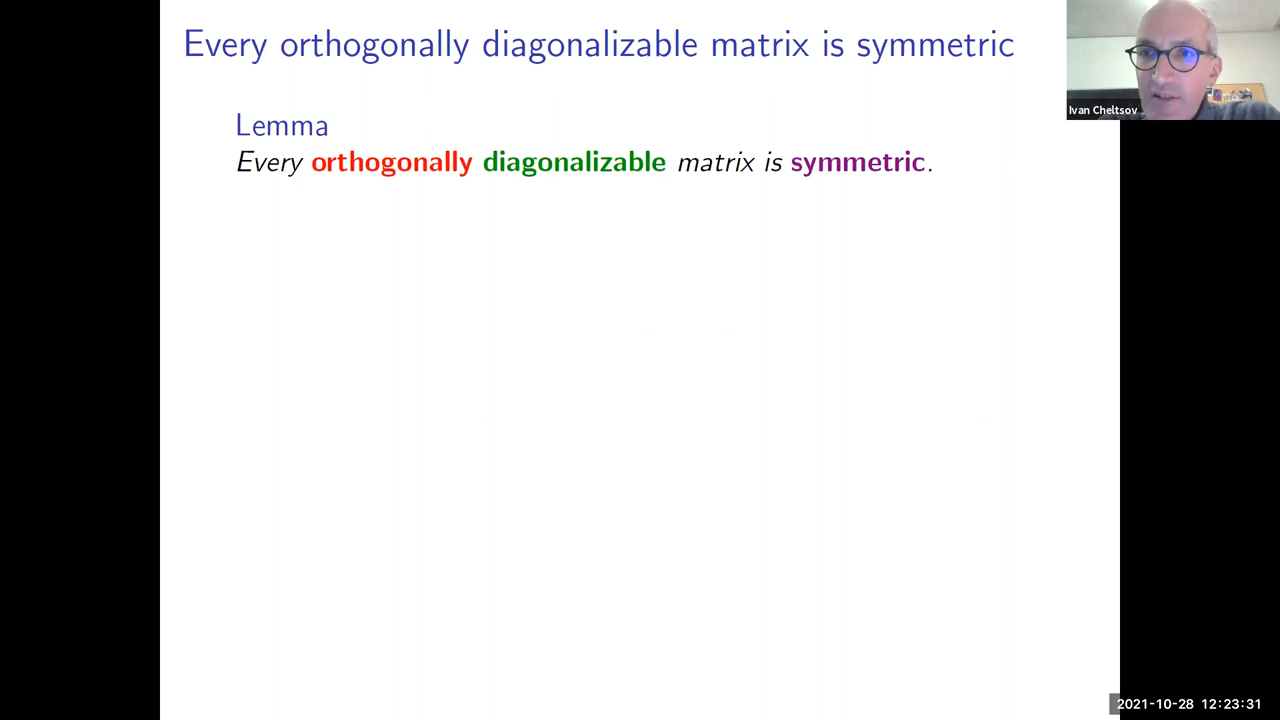 Every orthogonally diagonalizable matrix is symmetric
Ivan Cheltsov
Lemma
Every orthogonally diagonalizable matrix is symmetric.
2021-10-28 12:23:31